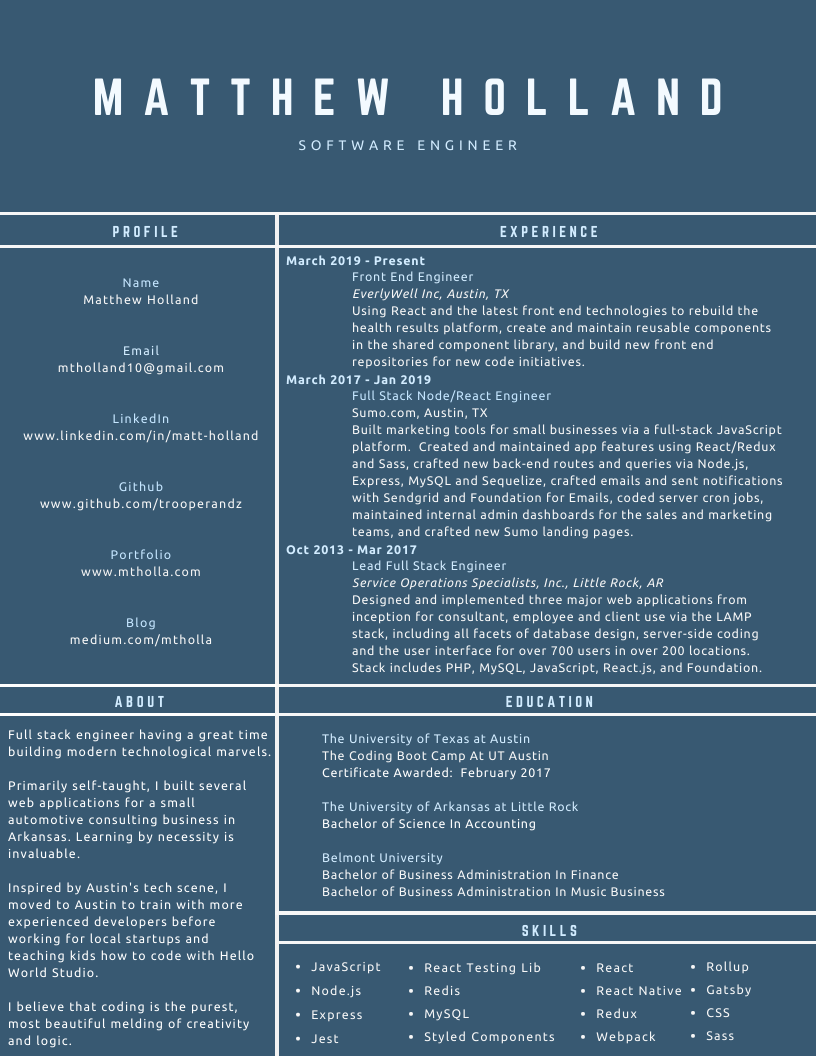 MATTHEW HOLLAND
SOFTWARE ENGINEER
PROFILE
Name
Matthew Holland
Email
mtholland10@gmail.com
LinkedIn
www.linkedin.com/in/matt-holland
Github
www.github.com/trooperandz
Portfolio
www.mtholla.com
Blog
medium.com/mtholla
EXPERIENCE
March 2019 - Present
Front End Engineer
EverlyWell Inc, Austin, TX
Using React and the latest front end technologies to rebuild the
health results platform, create and maintain reusable components
in the shared component library, and build new front end
repositories for new code initiatives.
March 2017 - Jan 2019
Full Stack Node/React Engineer
Sumo.com, Austin, TX
Built marketing tools for small businesses via a full-stack JavaScript
platform.  Created and maintained app features using React/Redux
and Sass, crafted new back-end routes and queries via Node.js,
Express, MySQL and Sequelize, crafted emails and sent notifications
with Sendgrid and Foundation for Emails, coded server cron jobs,
maintained internal admin dashboards for the sales and marketing
teams, and crafted new Sumo landing pages.
Oct 2013 - Mar 2017
Lead Full Stack Engineer
Service Operations Specialists, Inc., Little Rock, AR
Designed and implemented three major web applications from
inception for consultant, employee and client use via the LAMP
stack, including all facets of database design, server-side coding
and the user interface for over 700 users in over 200 locations.
Stack includes PHP, MySQL, JavaScript, React.js, and Foundation.
ABOUT
Full stack engineer having a great time
building modern technological marvels.
Primarily self-taught, I built several
web applications for a small
automotive consulting business in
Arkansas. Learning by necessity is
invaluable.
Inspired by Austin's tech scene, I
moved to Austin to train with more
experienced developers before
working for local startups and
teaching kids how to code with Hello
World Studio.
I believe that coding is the purest,
most beautiful melding of creativity
and logic.
EDUCATION
The University of Texas at Austin
The Coding Boot Camp At UT Austin
Certificate Awarded:  February 2017
The University of Arkansas at Little Rock
Bachelor of Science In Accounting
Belmont University
Bachelor of Business Administration In Finance
Bachelor of Business Administration In Music Business
SKILLS
• JavaScript
• Node.js
• Express
• Jest
• React Testing Lib
• Redis
• MySQL
• Styled Components
• React
• React Native
• Redux
• Webpack
• Rollup
• Gatsby
• CSS
• Sass